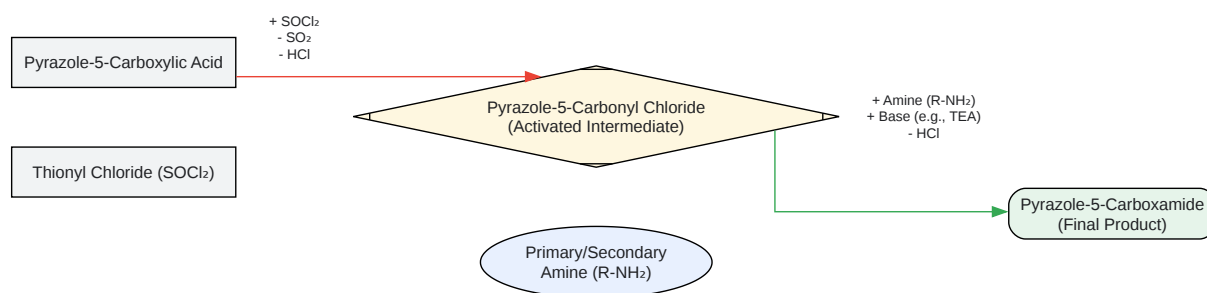 + SOCl₂
- SO₂
- HCl
Pyrazole-5-Carboxylic Acid
Pyrazole-5-Carbonyl Chloride
(Activated Intermediate)
+ Amine (R-NH₂)
+ Base (e.g., TEA)
- HCl
Thionyl Chloride (SOCl₂)
Pyrazole-5-Carboxamide
(Final Product)
Primary/Secondary
Amine (R-NH₂)